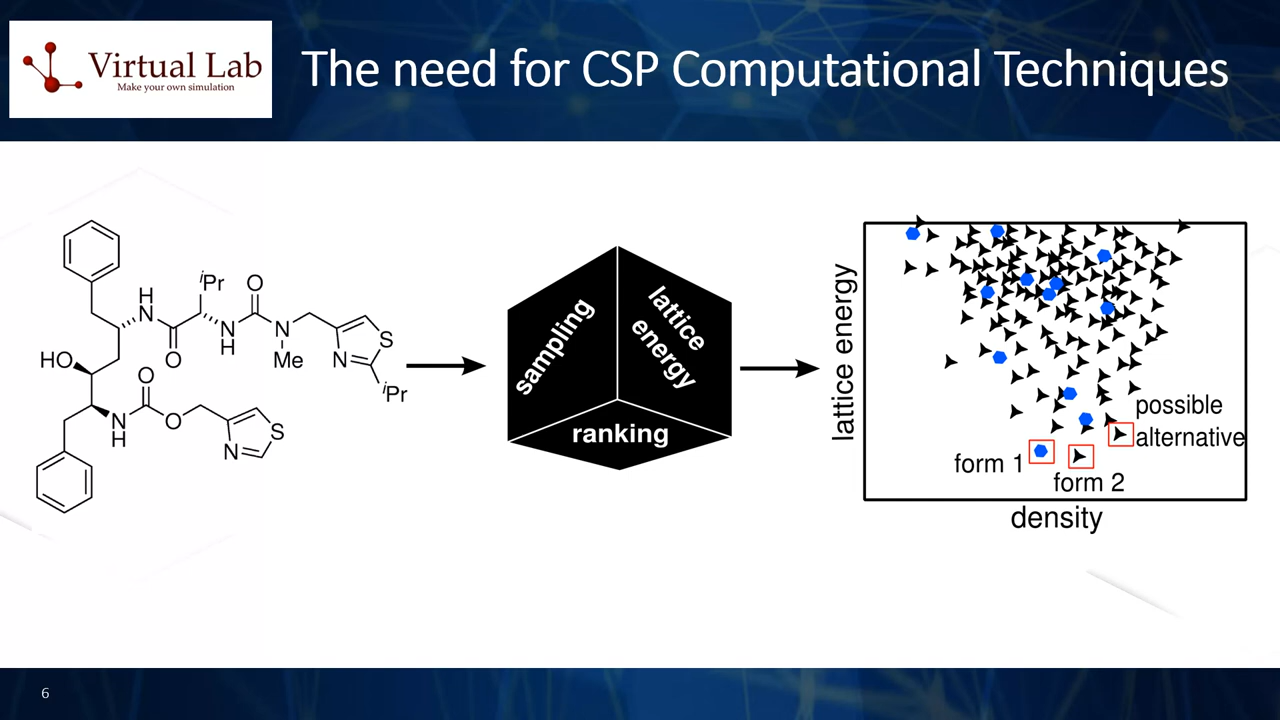 Virtual Lab
Make your own simulation
The need for CSP Computational Techniques
H
N
iPr
O
O
N
H
N
Me
S
N
iPr
HO
O
N
H
O
S
N
sampling
lattice
energy
ranking
lattice energy
possible
alternative
form 1
form 2
density
6